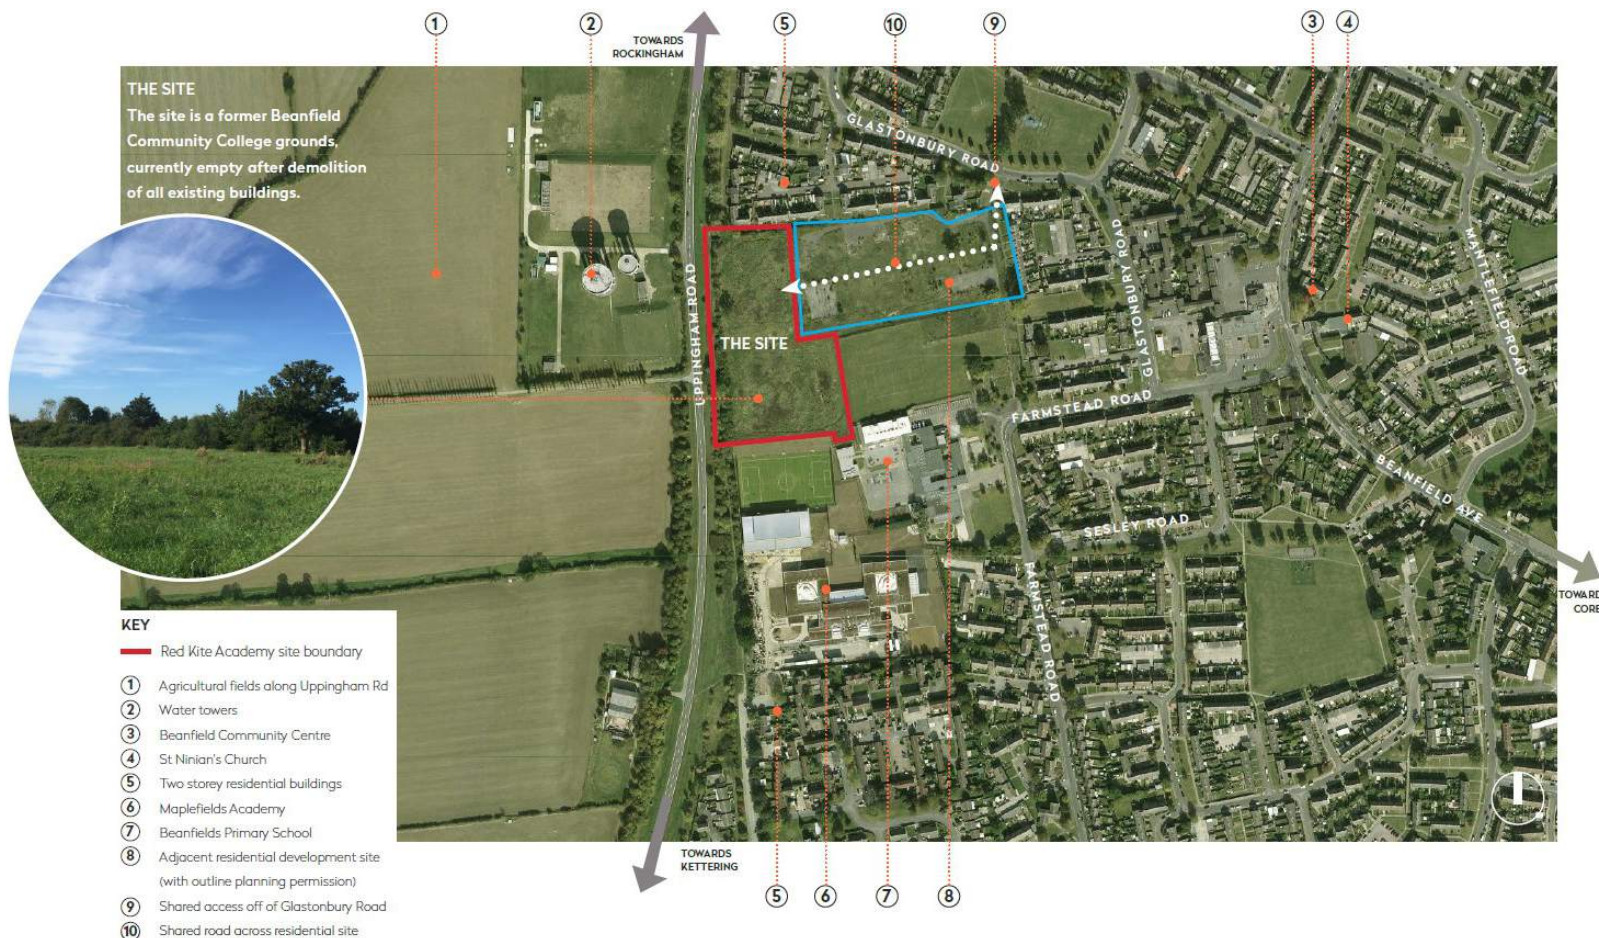 1
2
TOWARDS
ROCKINGHAM
5
10
9
3
4
THE SITE
The site is a former Beanfield
Community College grounds,
currently empty after demolition
of all existing buildings.
GLASTONBURY ROAD
GLASTONBURY ROAD
MANTLEFIELD ROAD
UPPINGHAM ROAD
THE SITE
FARMSTEAD ROAD
BEANFIELD AVE
SESLEY ROAD
FARMSTEAD ROAD
TOWARD
CORB
TOWARDS
KETTERING
5
6
7
8
KEY
Red Kite Academy site boundary
1 Agricultural fields along Uppingham Rd
2 Water towers
3 Beanfield Community Centre
4 St Ninian's Church
5 Two storey residential buildings
6 Maplefields Academy
7 Beanfields Primary School
8 Adjacent residential development site
(with outline planning permission)
9 Shared access off of Glastonbury Road
10 Shared road across residential site